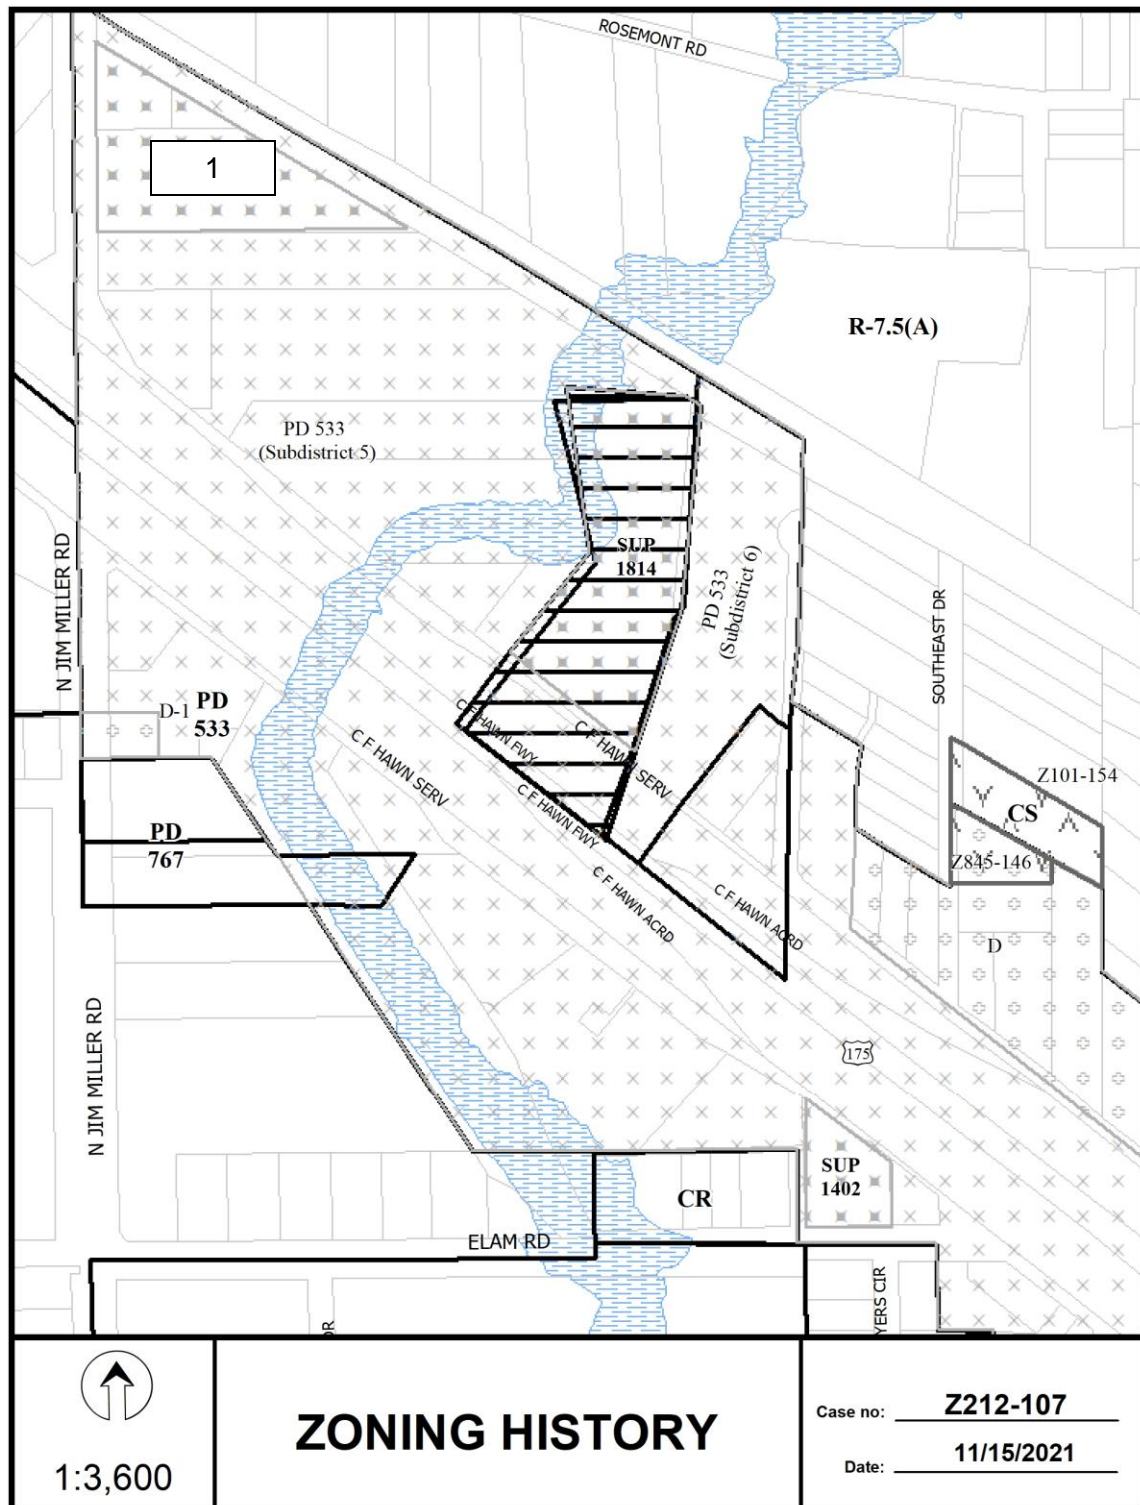 ROSEMONT RD
1
R-7.5(A)
PD 533
(Subdistrict 5)
SUP
1814
PD 533
(Subdistrict 6)
N JIM MILLER RD
SOUTHEAST DR
D-1
PD
533
C F HAWN FWY
C F HAWN SERV
C F HAWN SERV
C F HAWN FWY
Z101-154
CS
Z845-146
PD
767
C F HAWN ACRD
C F HAWN ACRD
D
175
N JIM MILLER RD
SUP
1402
CR
ELAM RD
YERS CIR
DR
1:3,600
ZONING HISTORY
Case no: Z212-107
Date: 11/15/2021